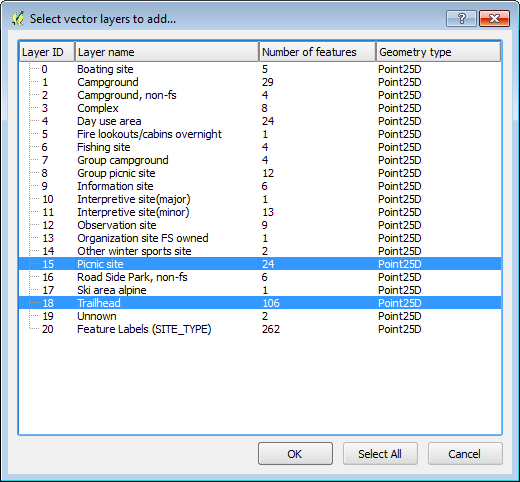 Select vector layers to add...
Layer ID Layer name Number of features Geometry type
0 Boating site 5 Point25D
1 Campground 29 Point25D
2 Campground, non-fs 4 Point25D
3 Complex 8 Point25D
4 Day use area 24 Point25D
5 Fire lookouts/cabins overnight 1 Point25D
6 Fishing site 4 Point25D
7 Group campground 4 Point25D
8 Group picnic site 12 Point25D
9 Information site 6 Point25D
10 Interpretive site(major) 1 Point25D
11 Interpretive site(minor) 13 Point25D
12 Observation site 9 Point25D
13 Organization site FS owned 1 Point25D
14 Other winter sports site 2 Point25D
15 Picnic site 24 Point25D
16 Road Side Park, non-fs 6 Point25D
17 Ski area alpine 1 Point25D
18 Trailhead 106 Point25D
19 Unnown 2 Point25D
20 Feature Labels (SITE_TYPE) 262 Point25D
OK Select All Cancel